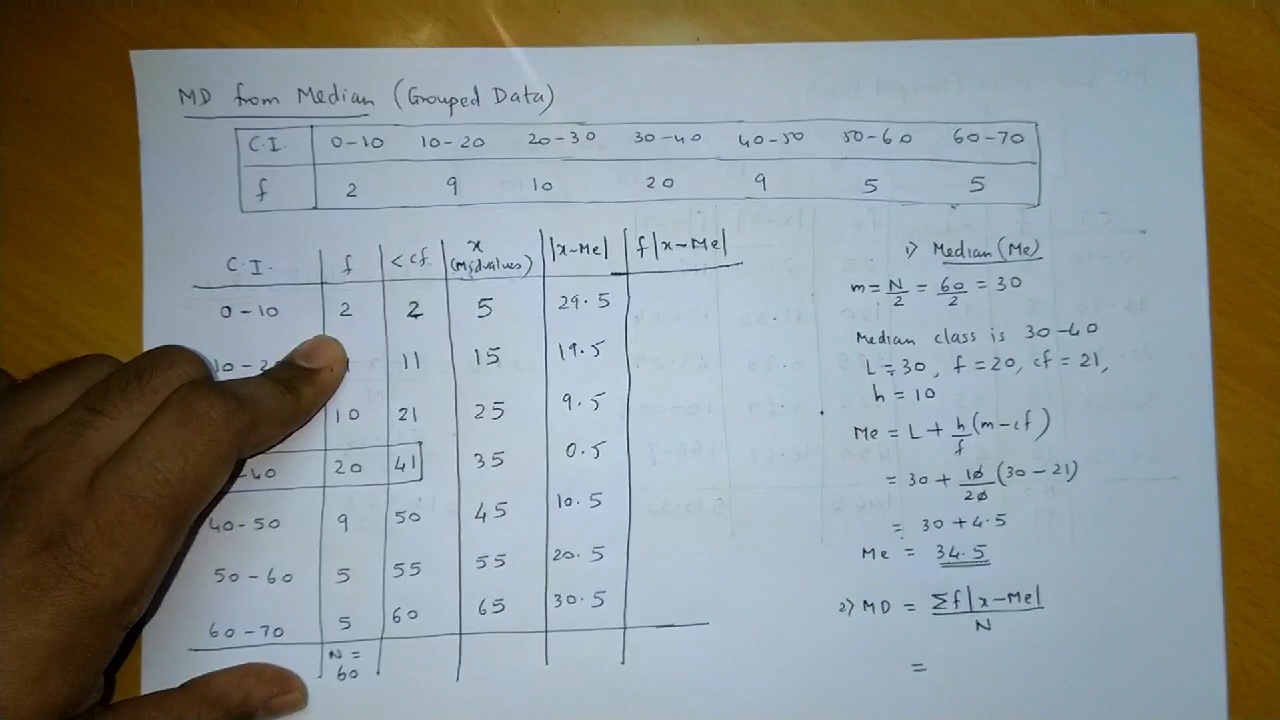 MD from Median (Grouped Data)
C.I. 0-10 10-20 20-30 30-40 40-50 50-60 60-70
f 2 9 10 20 9 5 5
C.I. f <cf. x (Midvalues) |x-Me| f|x-Me|
0-10 2 2 5 29.5
10-2 11 15 19.5
10 21 25 9.5
-40 20 41 35 0.5
40-50 9 50 45 10.5
50-60 5 55 55 20.5
60-70 5 60 65 30.5
N = 60
1) Median (Me)
m = N/2 = 60/2 = 30
Median class is 30-40
L = 30, f = 20, cf = 21,
h = 10
Me = L + h/f (m-cf)
= 30 + 10/20 (30-21)
= 30 + 4.5
Me = 34.5
2) MD = Σf|x-Me|/N
=